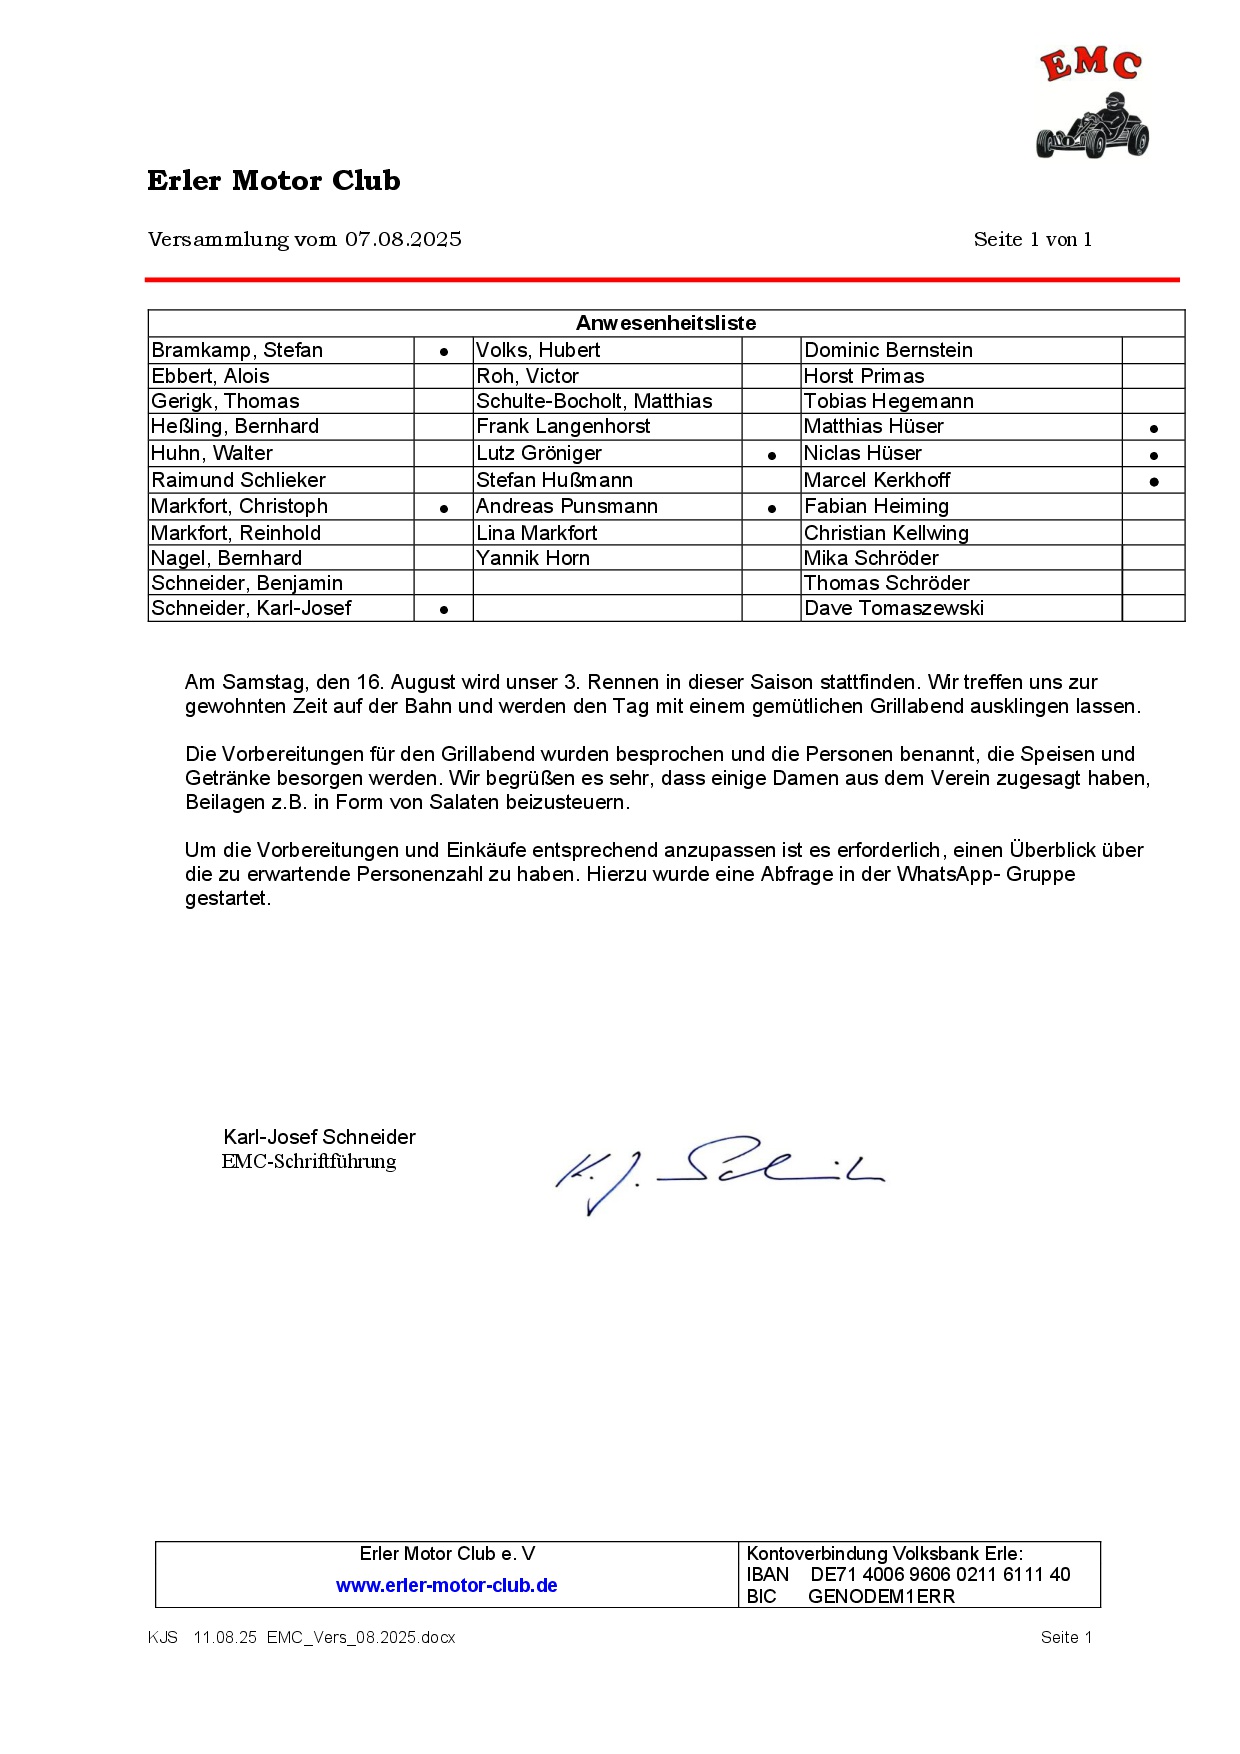 EMC
Erler Motor Club
Versammlung vom 07.08.2025 Seite 1 von 1
Anwesenheitsliste
Bramkamp, Stefan ● Volks, Hubert Dominic Bernstein
Ebbert, Alois Roh, Victor Horst Primas
Gerigk, Thomas Schulte-Bocholt, Matthias Tobias Hegemann
Heßling, Bernhard Frank Langenhorst Matthias Hüser ●
Huhn, Walter Lutz Gröniger ● Niclas Hüser ●
Raimund Schlieker Stefan Hußmann Marcel Kerkhoff ●
Markfort, Christoph ● Andreas Punsmann ● Fabian Heiming
Markfort, Reinhold Lina Markfort Christian Kellwing
Nagel, Bernhard Yannik Horn Mika Schröder
Schneider, Benjamin Thomas Schröder
Schneider, Karl-Josef ● Dave Tomaszewski
Am Samstag, den 16. August wird unser 3. Rennen in dieser Saison stattfinden. Wir treffen uns zur
gewohnten Zeit auf der Bahn und werden den Tag mit einem gemütlichen Grillabend ausklingen lassen.
Die Vorbereitungen für den Grillabend wurden besprochen und die Personen benannt, die Speisen und
Getränke besorgen werden. Wir begrüßen es sehr, dass einige Damen aus dem Verein zugesagt haben,
Beilagen z.B. in Form von Salaten beizusteuern.
Um die Vorbereitungen und Einkäufe entsprechend anzupassen ist es erforderlich, einen Überblick über
die zu erwartende Personenzahl zu haben. Hierzu wurde eine Abfrage in der WhatsApp- Gruppe
gestartet.
Karl-Josef Schneider
EMC-Schriftführung
K. J. Schneider
Erler Motor Club e. V
www.erler-motor-club.de
Kontoverbindung Volksbank Erle:
IBAN DE71 4006 9606 0211 6111 40
BIC GENODEM1ERR
KJS 11.08.25 EMC_Vers_08.2025.docx Seite 1